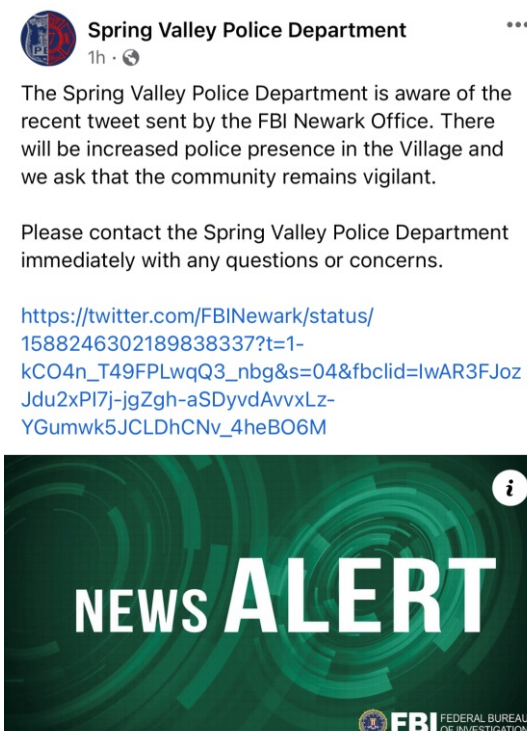 Spring Valley Police Department
1h
The Spring Valley Police Department is aware of the
recent tweet sent by the FBI Newark Office. There
will be increased police presence in the Village and
we ask that the community remains vigilant.
Please contact the Spring Valley Police Department
immediately with any questions or concerns.
https://twitter.com/FBINewark/status/
1588246302189838337?t=1-
kCO4n_T49FPLwqQ3_nbg&s=04&fbclid=IwAR3FJoz
Jdu2xPI7j-jgZgh-aSDyvdAvvxLz-
YGumwk5JCLDhCNv_4heBO6M
i
NEWS ALERT
FBI FEDERAL BUREAU
OF INVESTIGATION